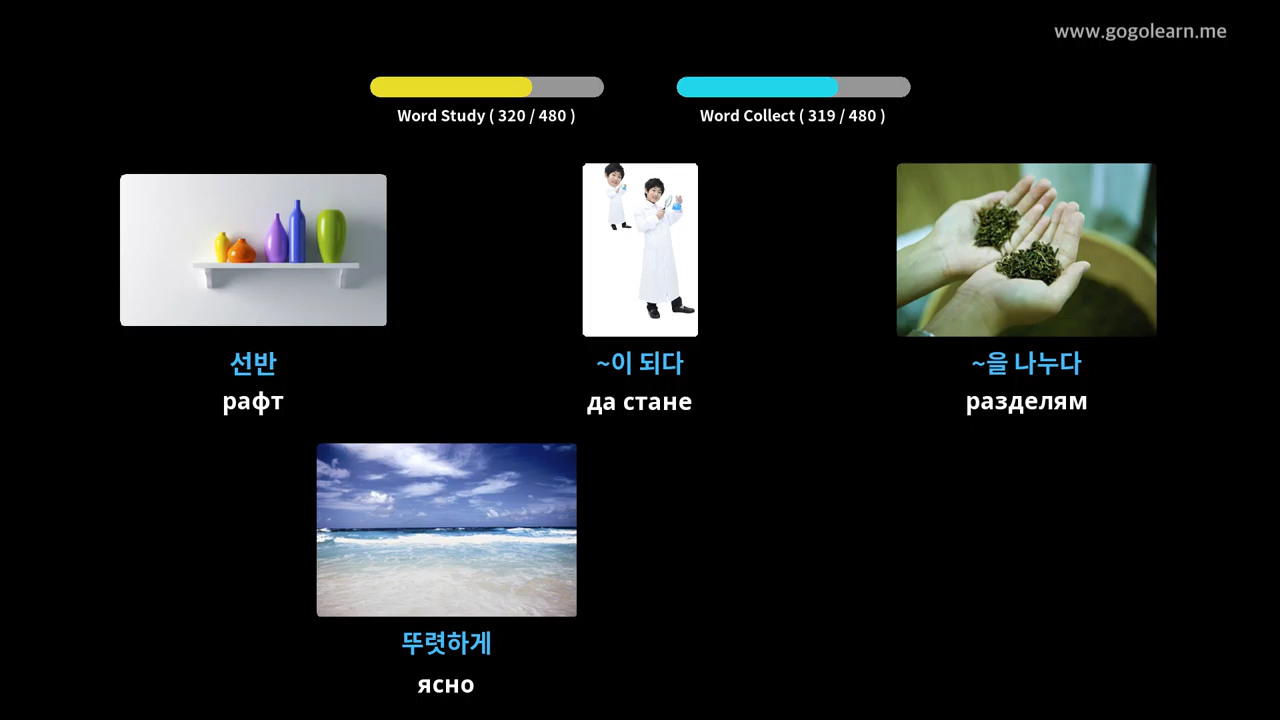 www.gogolearn.me
Word Study ( 320 / 480 )
Word Collect ( 319 / 480 )
선반
рафт
~이 되다
да стане
~을 나누다
разделям
뚜렷하게
ясно